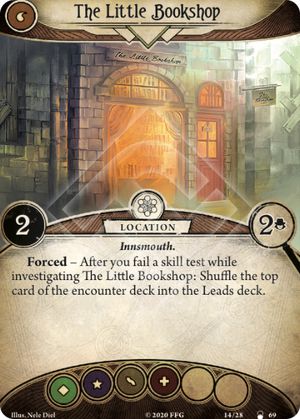 The Little Bookshop
The Little Bookshop
2
LOCATION
2
Innsmouth.
Forced – After you fail a skill test while
investigating The Little Bookshop: Shuffle the top
card of the encounter deck into the Leads deck.
Illus. Nele Diel
© 2020 FFG
14/28
69